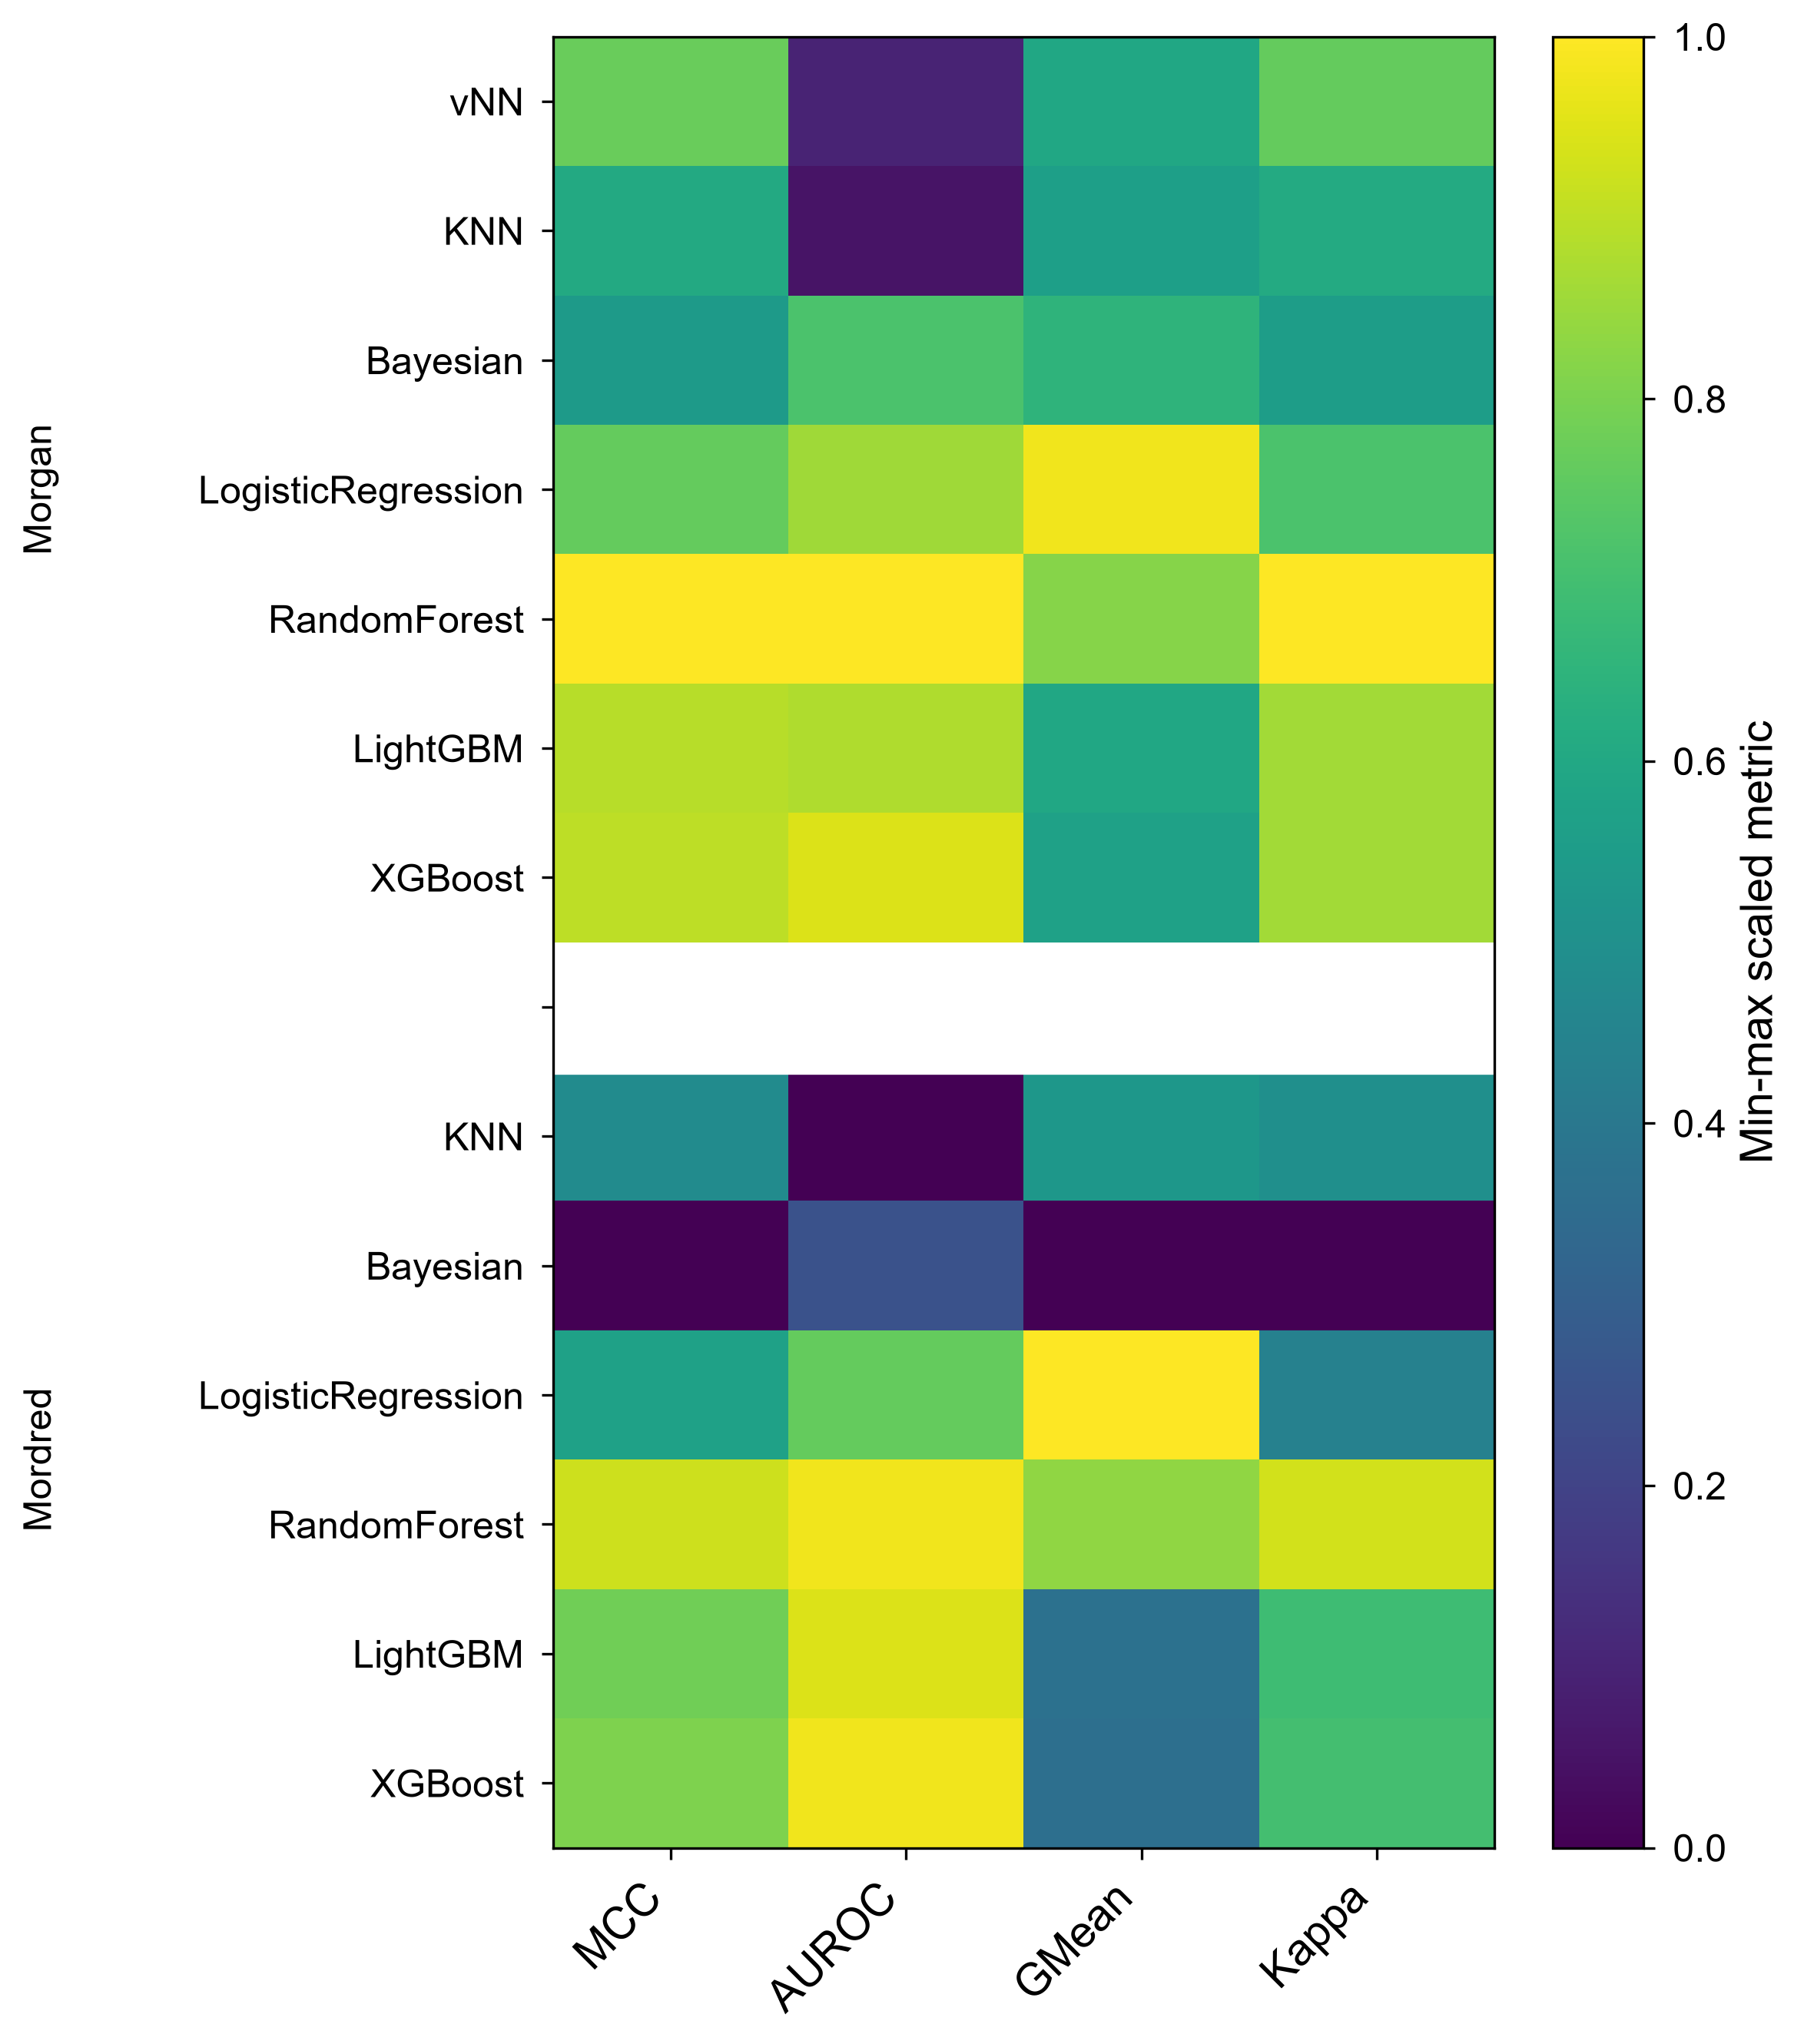 Morgan
vNN
KNN
Bayesian
LogisticRegression
RandomForest
LightGBM
XGBoost
Mordred
KNN
Bayesian
LogisticRegression
RandomForest
LightGBM
XGBoost
MCC
AUROC
GMean
Kappa
1.0
0.8
0.6
0.4
0.2
0.0
Min-max scaled metric